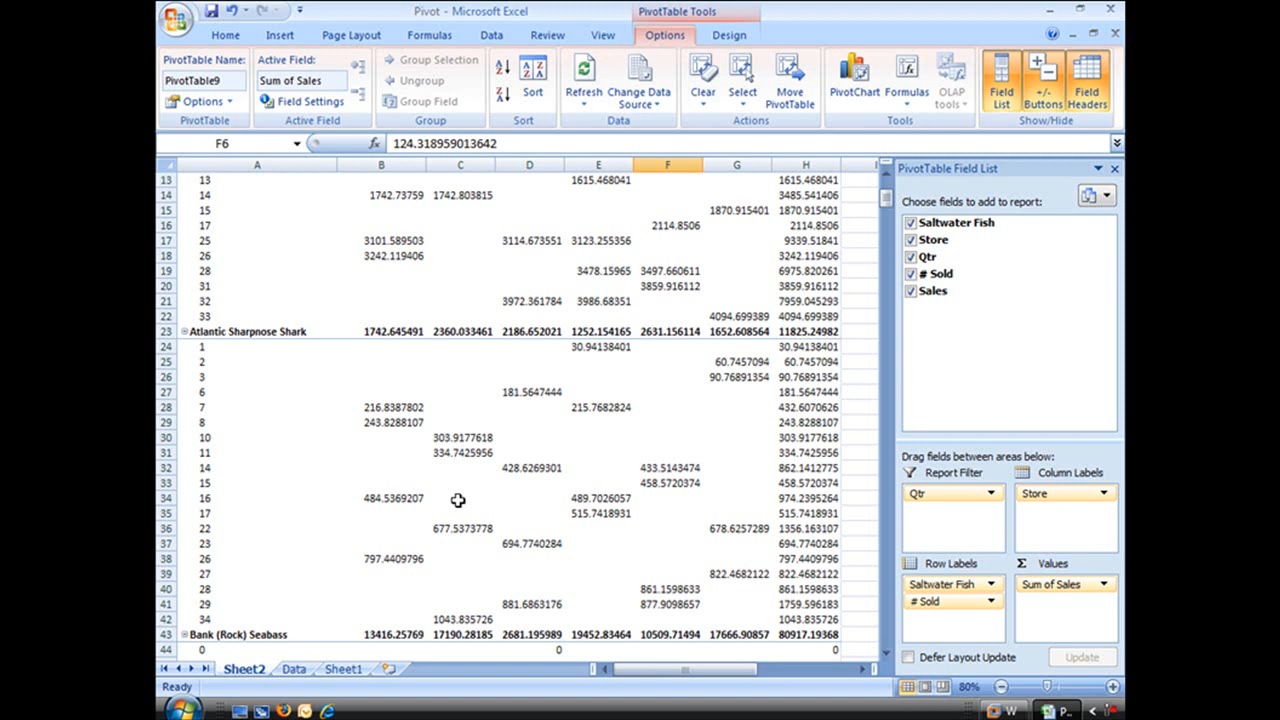 Pivot - Microsoft Excel
PivotTable Tools
Home Insert Page Layout Formulas Data Review View Options Design
PivotTable Name: Active Field:
PivotTable9 Sum of Sales
Options Field Settings
Group Selection
Ungroup
Group Field
Sort
Refresh Change Data Source
Clear Select Move PivotTable
PivotChart Formulas OLAP tools
Field List +/- Buttons Field Headers
PivotTable Active Field Group Sort Data Actions Tools Show/Hide
F6 fx 124.318959013642
A B C D E F G H I
13 13 1615.468041 1615.468041
14 14 1742.73759 1742.803815 3485.541406
15 15 1870.915401 1870.915401
16 17 2114.8506 2114.8506
17 25 3101.589503 3114.673551 3123.255356 9339.51841
18 26 3242.119406 3242.119406
19 28 3478.15965 3497.660611 6975.820261
20 31 3859.916112 3859.916112
21 32 3972.361784 3986.68351 7959.045293
22 33 4094.699389 4094.699389
23 Atlantic Sharpnose Shark 1742.645491 2360.033461 2186.652021 1252.154165 2631.156114 1652.608564 11825.24982
24 1 30.94138401 30.94138401
25 2 60.7457094 60.7457094
26 3 90.76891354 90.76891354
27 6 181.5647444 181.5647444
28 7 216.8387802 215.7682824 432.6070626
29 8 243.8288107 243.8288107
30 10 303.9177618 303.9177618
31 11 334.7425956 334.7425956
32 14 428.6269301 433.5143474 862.1412775
33 15 458.5720374 458.5720374
34 16 484.5369207 489.7026057 974.2395264
35 17 515.7418931 515.7418931
36 22 677.5373778 678.6257289 1356.163107
37 23 694.7740284 694.7740284
38 26 797.4409796 797.4409796
39 27 822.4682122 822.4682122
40 28 861.1598633 861.1598633
41 29 881.6863176 877.9098657 1759.596183
42 34 1043.835726 1043.835726
43 Bank (Rock) Seabass 13416.25769 17190.28185 2681.195989 19452.83464 10509.71494 17666.90857 80917.19368
44 0 0 0
Sheet2 Data Sheet1
Ready 80%
PivotTable Field List
Choose fields to add to report:
Saltwater Fish
Store
Qtr
# Sold
Sales
Drag fields between areas below:
Report Filter Column Labels
Qtr Store
Row Labels Σ Values
Saltwater Fish Sum of Sales
# Sold
Defer Layout Update Update
W P...